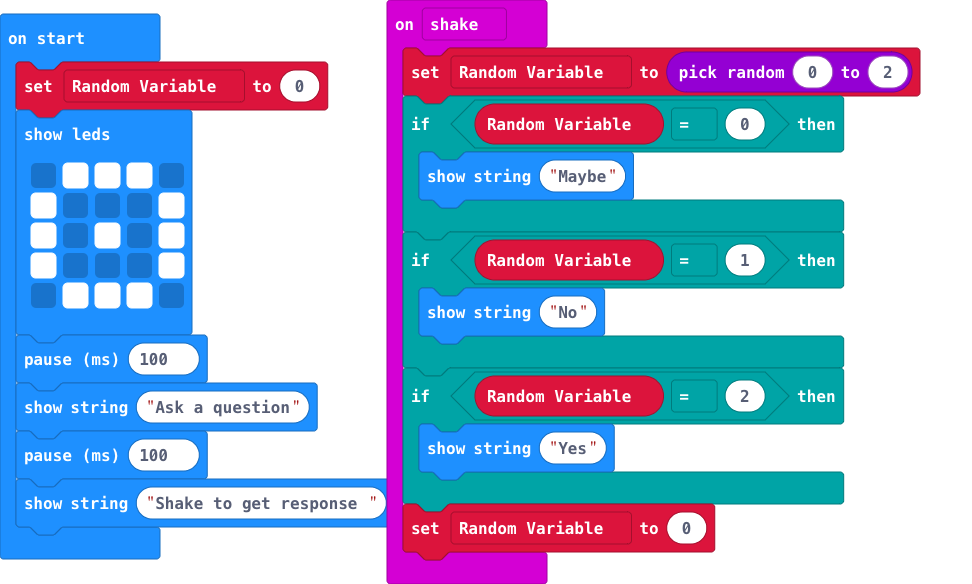 on start
set Random Variable to 0
show leds
pause (ms) 100
show string "Ask a question"
pause (ms) 100
show string "Shake to get response "
on shake
set Random Variable to pick random 0 to 2
if Random Variable = 0 then
show string "Maybe"
if Random Variable = 1 then
show string "No"
if Random Variable = 2 then
show string "Yes"
set Random Variable to 0